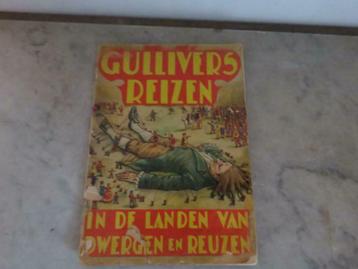 GULLIVERS
REIZEN
IN DE LANDEN VAN
DWERGEN EN REUZEN